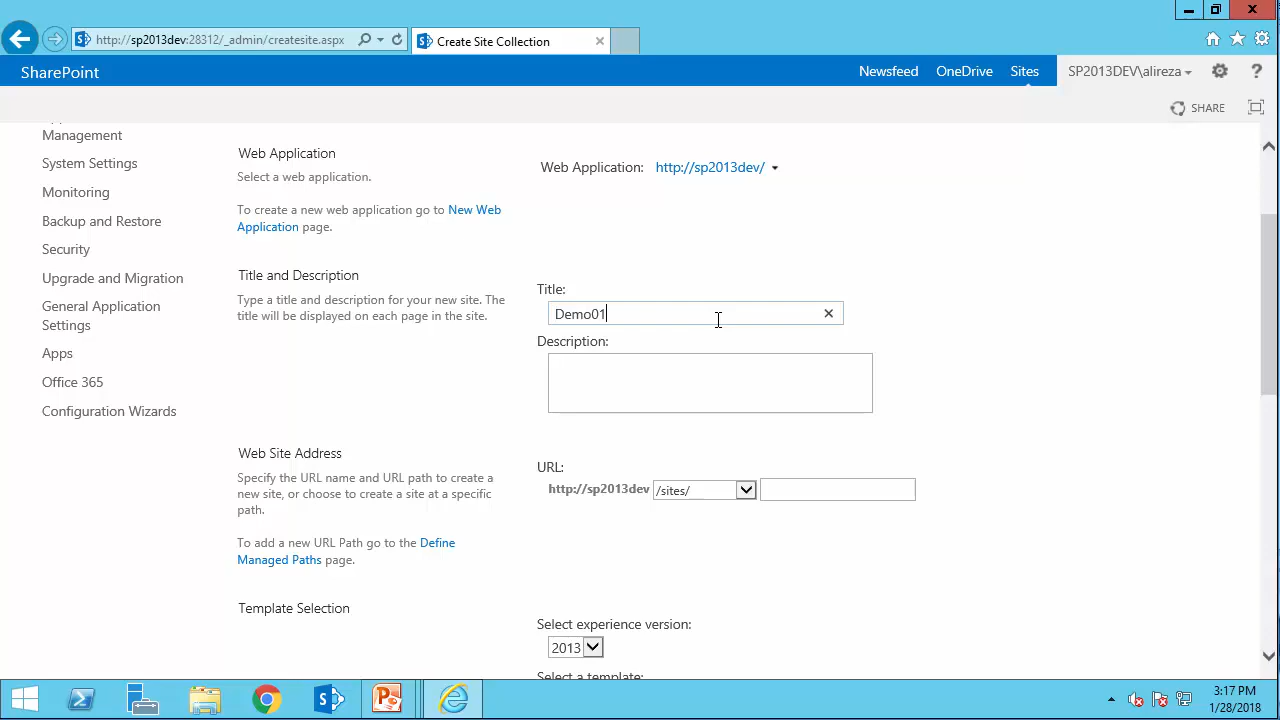 http://sp2013dev:28312/_admin/createsite.aspx
Create Site Collection
SharePoint
Newsfeed
OneDrive
Sites
SP2013DEV\alireza
?
SHARE
Management
System Settings
Monitoring
Backup and Restore
Security
Upgrade and Migration
General Application
Settings
Apps
Office 365
Configuration Wizards
Web Application
Select a web application.
To create a new web application go to New Web
Application page.
Web Application: http://sp2013dev/
Title and Description
Type a title and description for your new site. The
title will be displayed on each page in the site.
Title:
Demo01
Description:
Web Site Address
Specify the URL name and URL path to create a
new site, or choose to create a site at a specific
path.
To add a new URL Path go to the Define
Managed Paths page.
URL:
http://sp2013dev /sites/
Template Selection
Select experience version:
2013
Select a template:
3:17 PM
1/28/2018